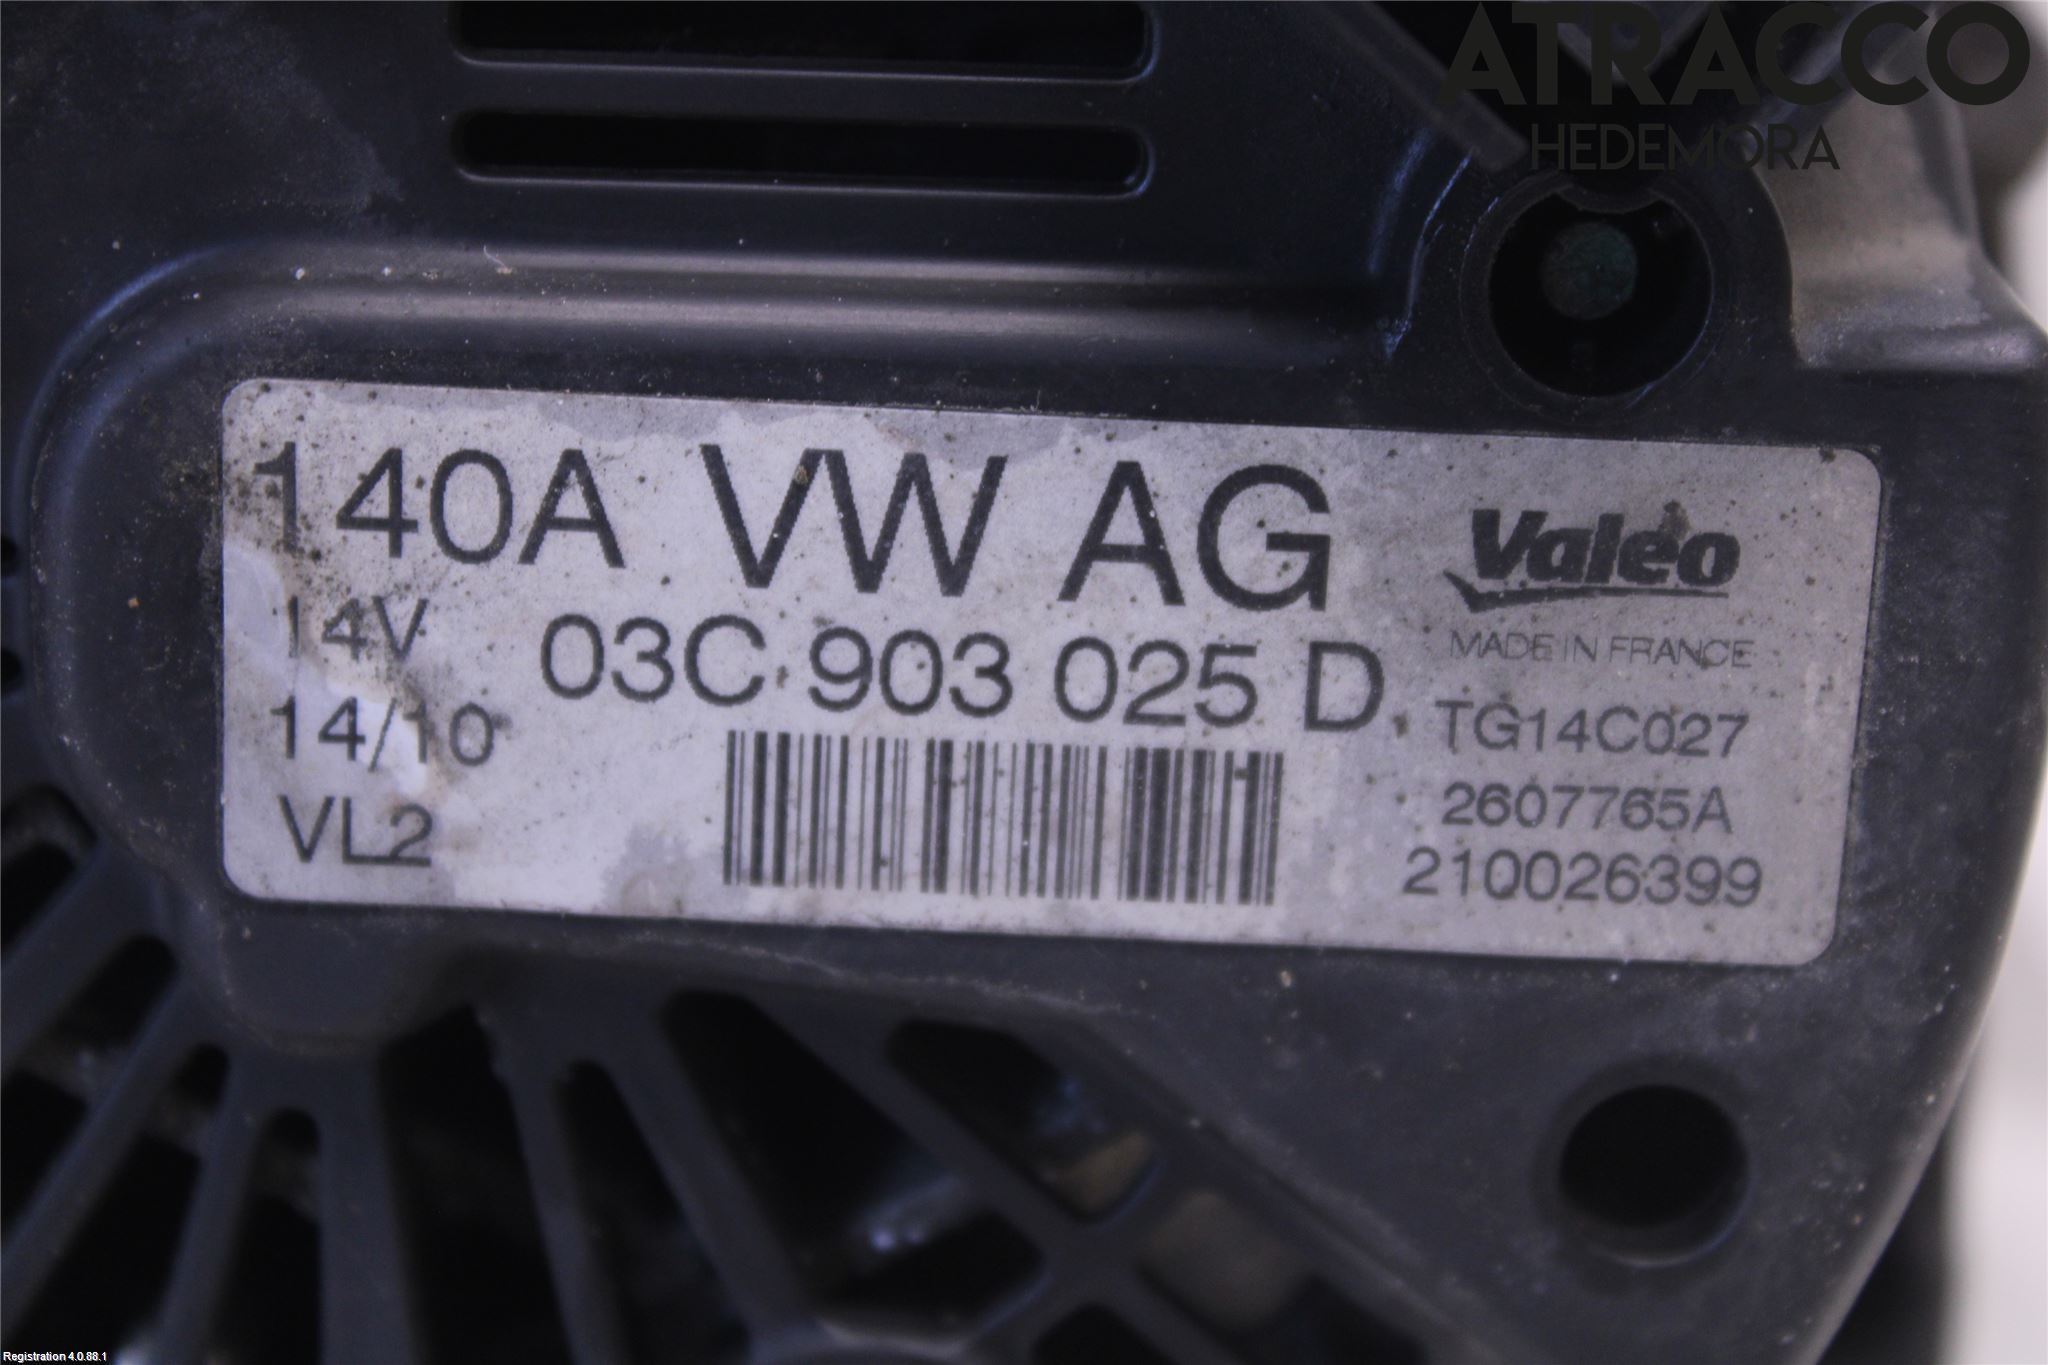 ATRACCO
HEDEMORA
140A VW AG
Valeo
14V
03C 903 025 D
MADE IN FRANCE
14/10
TG14C027
VL2
2607765A
210026399
Registration 4.0.88.1